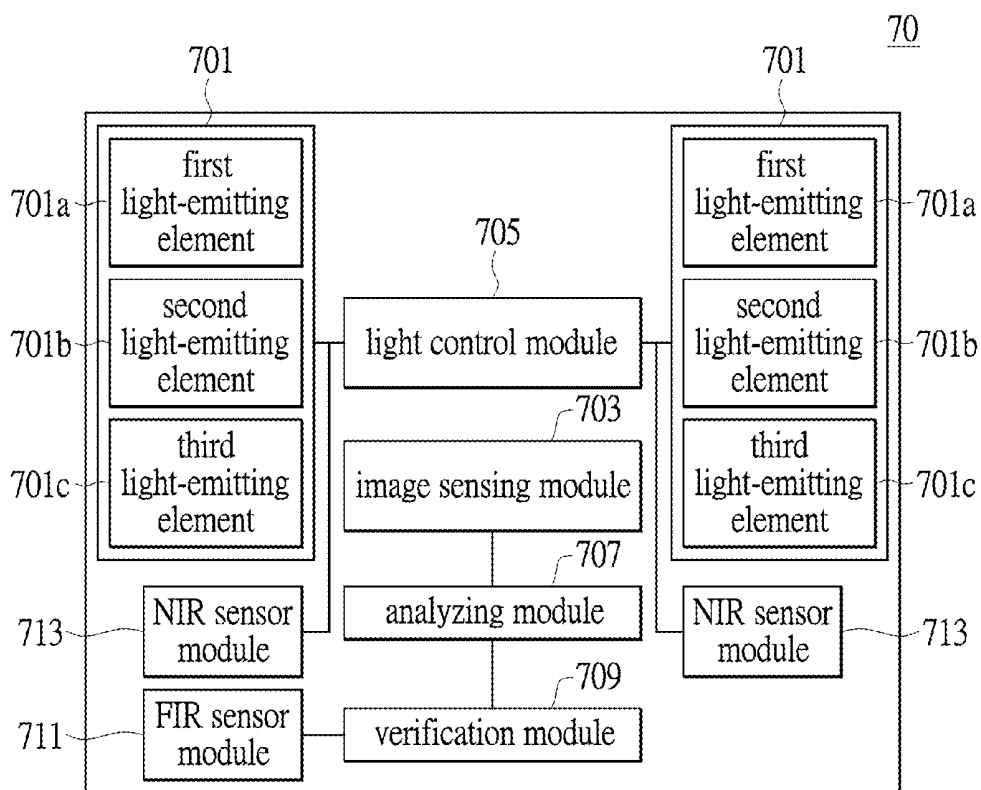 70
701
701
first
light-emitting
element
701a
first
light-emitting
element
701a
705
second
light-emitting
element
701b
light control module
second
light-emitting
element
701b
703
third
light-emitting
element
701c
image sensing module
third
light-emitting
element
701c
707
NIR sensor
module
713
analyzing module
NIR sensor
module
713
709
FIR sensor
module
711
verification module